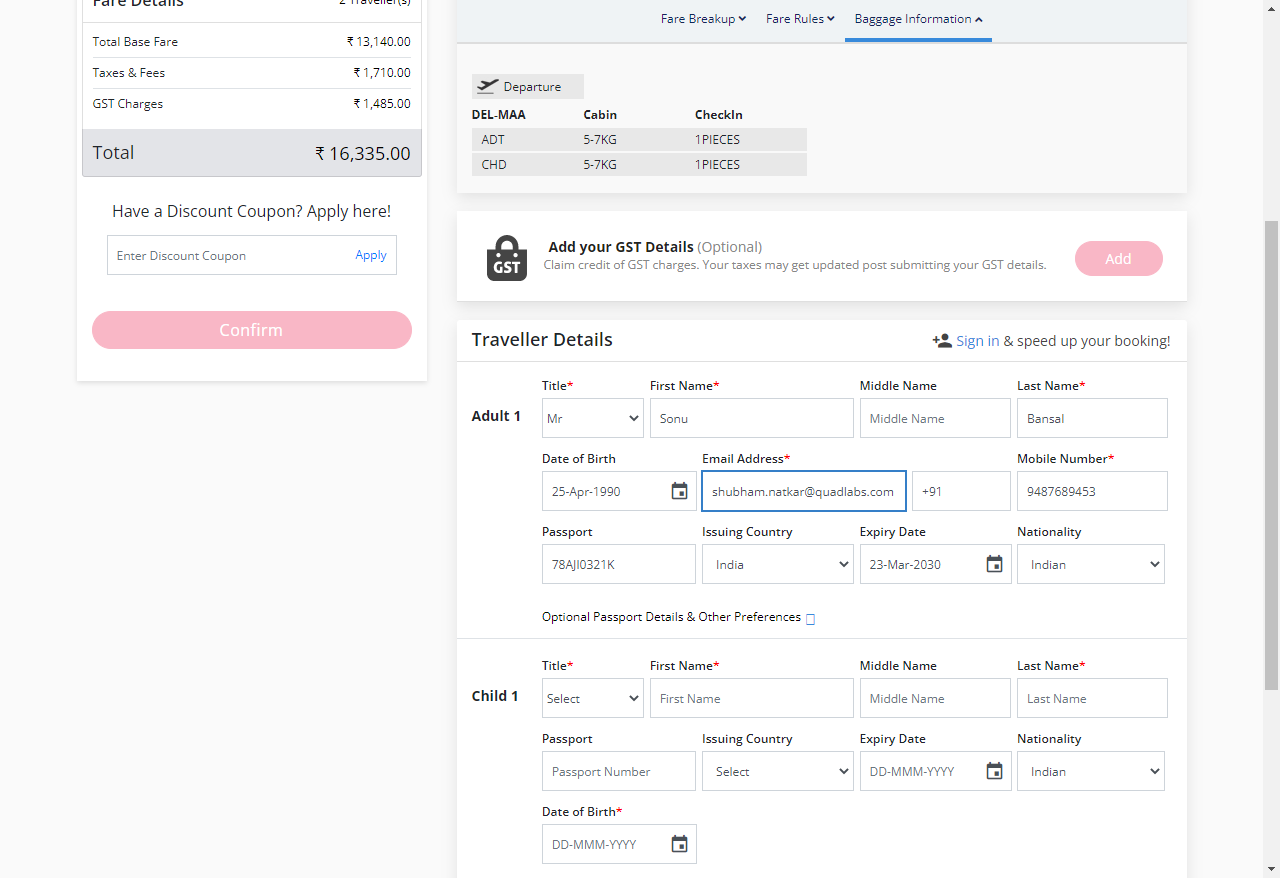 Fare Details 2 Traveller(s)
Total Base Fare ₹ 13,140.00
Taxes & Fees ₹ 1,710.00
GST Charges ₹ 1,485.00
Total ₹ 16,335.00
Have a Discount Coupon? Apply here!
Enter Discount Coupon Apply
Confirm
Fare Breakup Fare Rules Baggage Information
Departure
DEL-MAA Cabin CheckIn
ADT 5-7KG 1PIECES
CHD 5-7KG 1PIECES
GST
Add your GST Details (Optional)
Claim credit of GST charges. Your taxes may get updated post submitting your GST details.
Add
Traveller Details Sign in & speed up your booking!
Title* First Name* Middle Name Last Name*
Adult 1 Mr Sonu Middle Name Bansal
Date of Birth Email Address* Mobile Number*
25-Apr-1990 shubham.natkar@quadlabs.com +91 9487689453
Passport Issuing Country Expiry Date Nationality
78AJI0321K India 23-Mar-2030 Indian
Optional Passport Details & Other Preferences
Title* First Name* Middle Name Last Name*
Child 1 Select First Name Middle Name Last Name
Passport Issuing Country Expiry Date Nationality
Passport Number Select DD-MMM-YYYY Indian
Date of Birth*
DD-MMM-YYYY